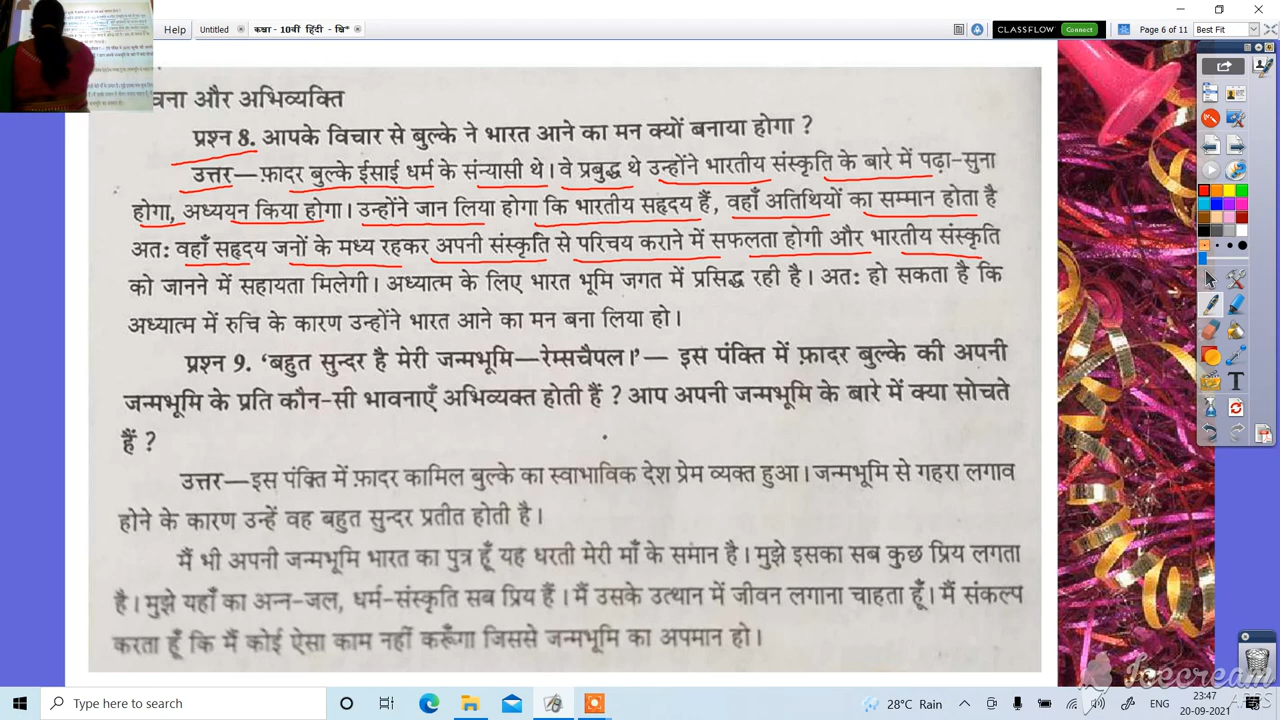 Help
Untitled
कक्षा - 10वी हिंदी - चि*
CLASSFLOW
Connect
Page 6 of 11
Best Fit
वना और अभिव्यक्ति
प्रश्न 8. आपके विचार से बुल्के ने भारत आने का मन क्यों बनाया होगा ?
उत्तर—फ़ादर बुल्के ईसाई धर्म के संन्यासी थे। वे प्रबुद्ध थे उन्होंने भारतीय संस्कृति के बारे में पढ़ा-सुना
होगा, अध्ययन किया होगा। उन्होंने जान लिया होगा कि भारतीय सहृदय हैं, वहाँ अतिथियों का सम्मान होता है
अत: वहाँ सहृदय जनों के मध्य रहकर अपनी संस्कृति से परिचय कराने में सफलता होगी और भारतीय संस्कृति
को जानने में सहायता मिलेगी। अध्यात्म के लिए भारत भूमि जगत में प्रसिद्ध रही है। अत: हो सकता है कि
अध्यात्म में रुचि के कारण उन्होंने भारत आने का मन बना लिया हो।
प्रश्न 9. 'बहुत सुन्दर है मेरी जन्मभूमि—रेम्सचैपल।'— इस पंक्ति में फ़ादर बुल्के की अपनी
जन्मभूमि के प्रति कौन-सी भावनाएँ अभिव्यक्त होती हैं ? आप अपनी जन्मभूमि के बारे में क्या सोचते
हैं ?
उत्तर—इस पंक्ति में फ़ादर कामिल बुल्के का स्वाभाविक देश प्रेम व्यक्त हुआ। जन्मभूमि से गहरा लगाव
होने के कारण उन्हें वह बहुत सुन्दर प्रतीत होती है।
मैं भी अपनी जन्मभूमि भारत का पुत्र हूँ यह धरती मेरी माँ के समान है। मुझे इसका सब कुछ प्रिय लगता
है। मुझे यहाँ का अन्न-जल, धर्म-संस्कृति सब प्रिय हैं। मैं उसके उत्थान में जीवन लगाना चाहता हूँ। मैं संकल्प
करता हूँ कि मैं कोई ऐसा काम नहीं करूँगा जिससे जन्मभूमि का अपमान हो।
Icecream
APPS
Type here to search
28°C Rain
ENG
23:47
20-09-2021